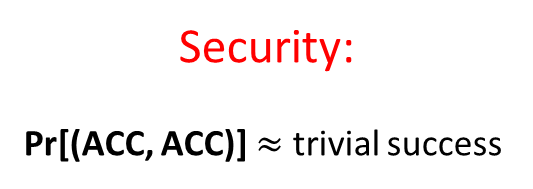 Security:
Pr[(ACC, ACC)] ≈ trivial success